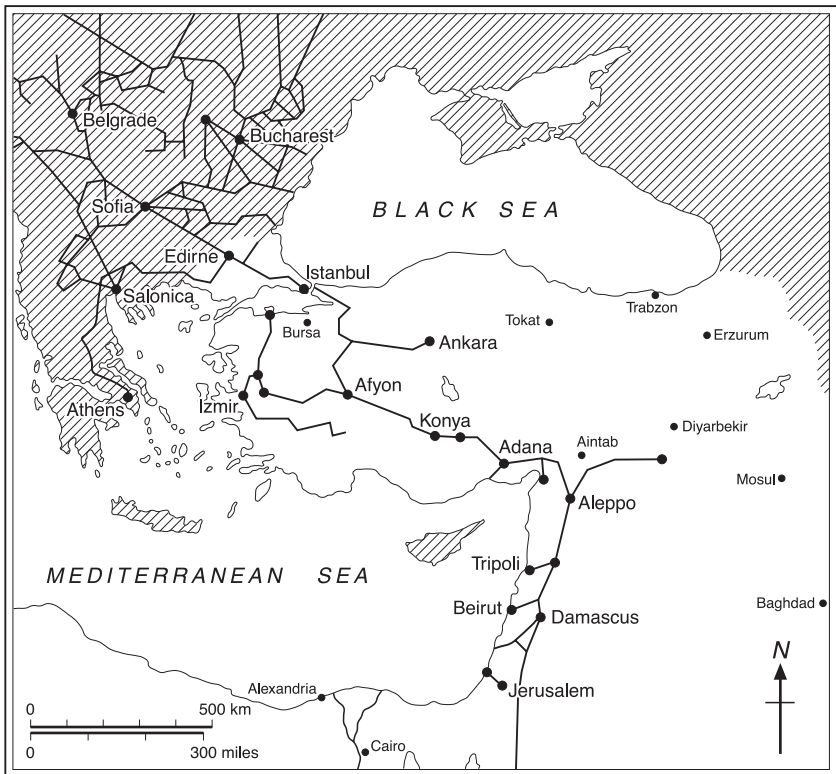 Belgrade
Bucharest
Sofia
BLACK SEA
Edirne
Istanbul
Salonica
Trabzon
Bursa
Tokat
Ankara
Erzurum
Athens
Izmir
Afyon
Konya
Adana
Aintab
Diyarbekir
Mosul
Aleppo
MEDITERRANEAN SEA
Tripoli
Beirut
Damascus
Baghdad
N
Alexandria
Jerusalem
0 500 km
0 300 miles
Cairo